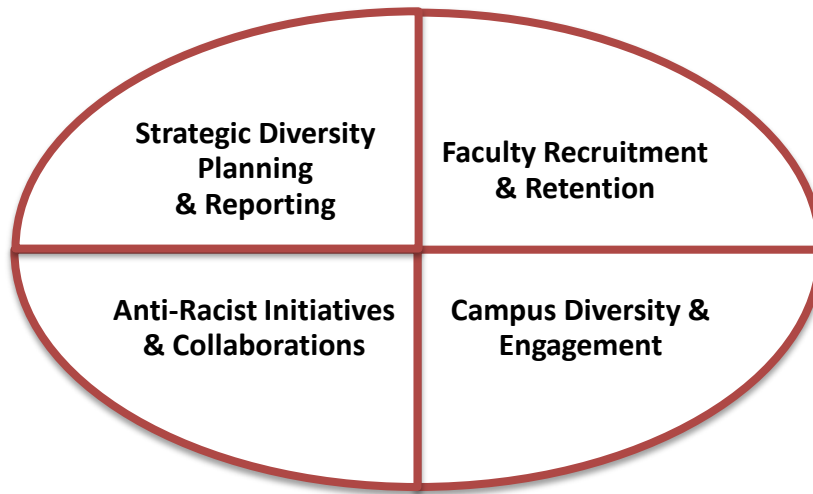 Strategic Diversity
Planning
& Reporting
Faculty Recruitment
& Retention
Anti-Racist Initiatives
& Collaborations
Campus Diversity &
Engagement